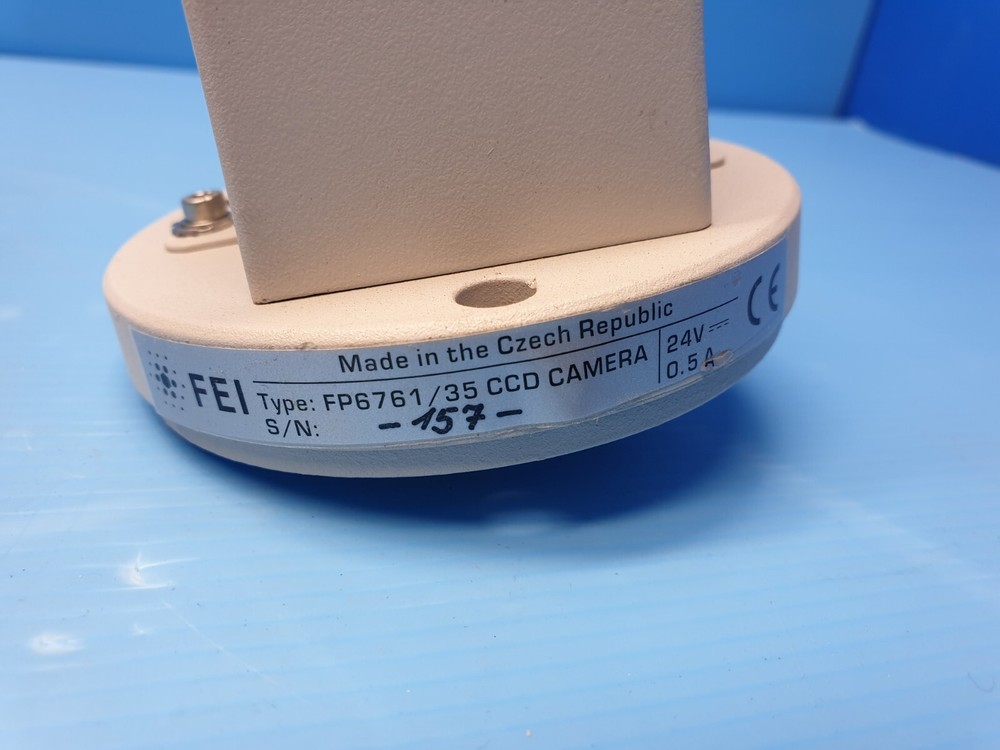 Made in the Czech Republic
FEI
Type: FP6761/35 CCD CAMERA
S/N: -157-
24V
0.5 A
CE